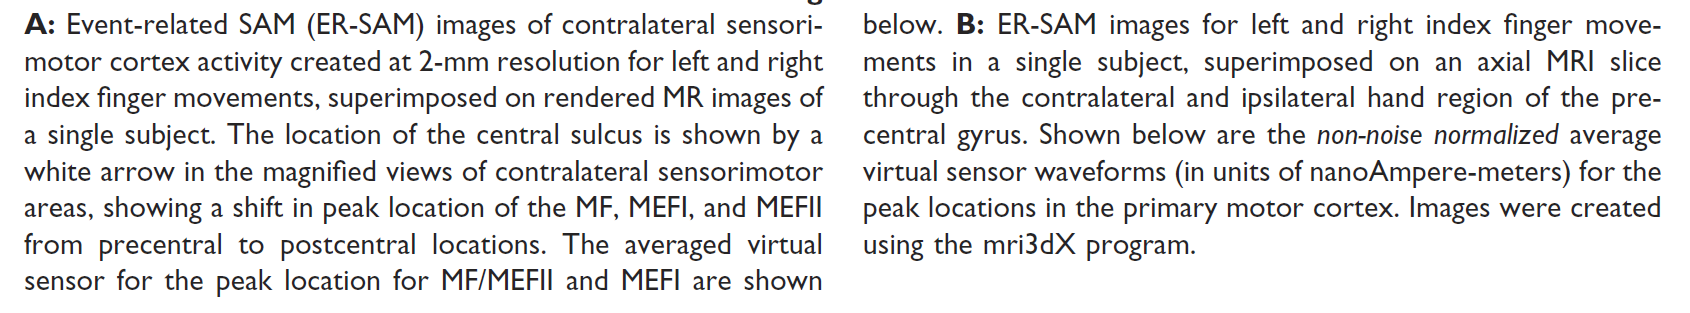 A: Event-related SAM (ER-SAM) images of contralateral sensori-
motor cortex activity created at 2-mm resolution for left and right
index finger movements, superimposed on rendered MR images of
a single subject. The location of the central sulcus is shown by a
white arrow in the magnified views of contralateral sensorimotor
areas, showing a shift in peak location of the MF, MEFI, and MEFII
from precentral to postcentral locations. The averaged virtual
sensor for the peak location for MF/MEFII and MEFI are shown
below. B: ER-SAM images for left and right index finger move-
ments in a single subject, superimposed on an axial MRI slice
through the contralateral and ipsilateral hand region of the pre-
central gyrus. Shown below are the non-noise normalized average
virtual sensor waveforms (in units of nanoAmpere-meters) for the
peak locations in the primary motor cortex. Images were created
using the mri3dX program.